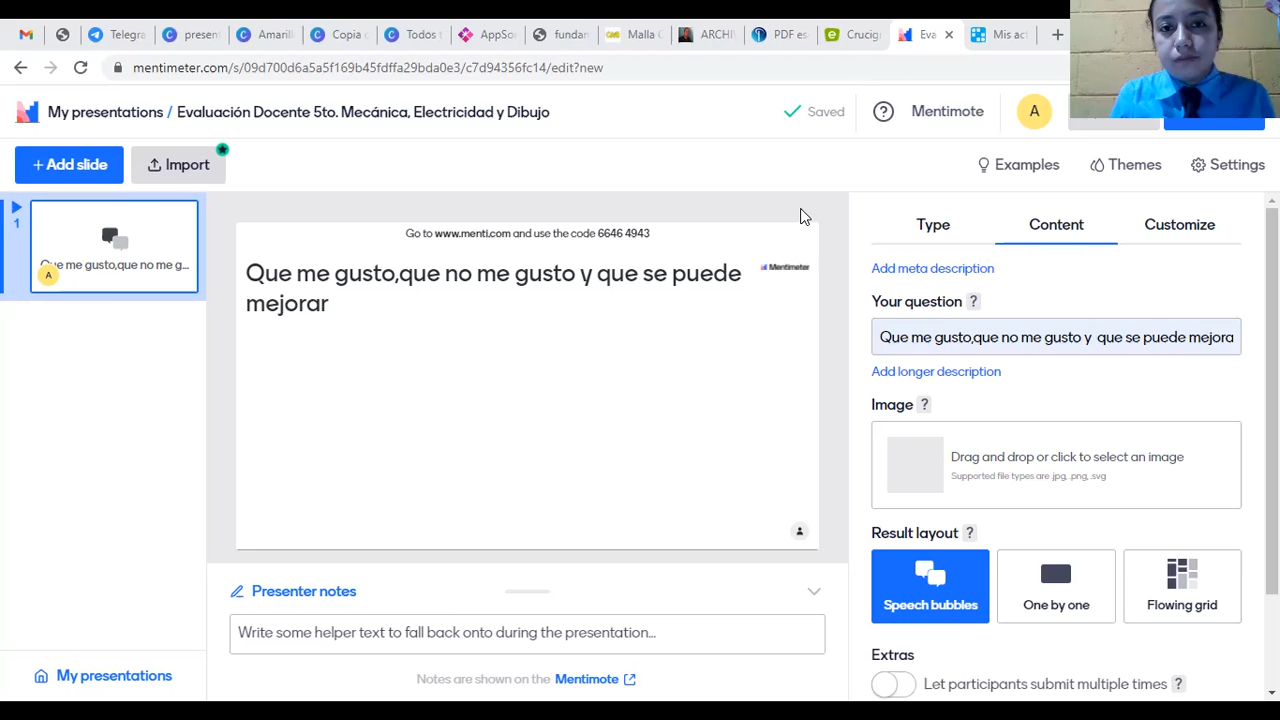 Telegra
present
Amarill
Copia
Todos
AppSo
fundan
Malla C
ARCHI
PDF es
Crucig
Eva
Mis ac
mentimeter.com/s/09d700d6a5a5f169b45fdffa29bda0e3/c7d94356fc14/edit?new
My presentations / Evaluación Docente 5to. Mecánica, Electricidad y Dibujo
Saved
Mentimote
A
+ Add slide
Import
Examples
Themes
Settings
1
Que me gusto,que no me g...
A
Go to www.menti.com and use the code 6646 4943
Mentimeter
Que me gusto,que no me gusto y que se puede
mejorar
Type
Content
Customize
Add meta description
Your question ?
Que me gusto,que no me gusto y  que se puede mejora
Add longer description
Image ?
Drag and drop or click to select an image
Supported file types are .jpg, .png, .svg
Result layout ?
Speech bubbles
One by one
Flowing grid
Extras
Let participants submit multiple times ?
Presenter notes
Write some helper text to fall back onto during the presentation...
Notes are shown on the Mentimote
My presentations